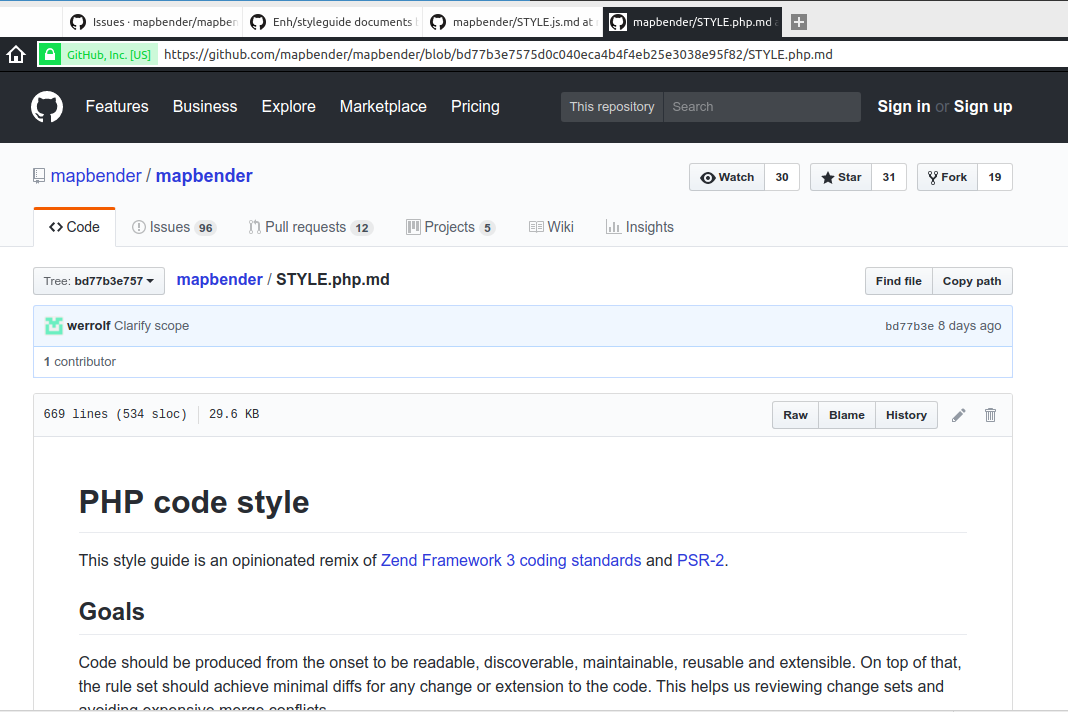 Issues · mapbender/mapben Enh/styleguide documents mapbender/STYLE.js.md at mapbender/STYLE.php.md
GitHub, Inc. [US] https://github.com/mapbender/mapbender/blob/bd77b3e7575d0c040eca4b4f4eb25e3038e95f82/STYLE.php.md
Features Business Explore Marketplace Pricing This repository Search Sign in or Sign up
mapbender / mapbender Watch 30 Star 31 Fork 19
Code Issues 96 Pull requests 12 Projects 5 Wiki Insights
Tree: bd77b3e757 mapbender / STYLE.php.md Find file Copy path
werrolf Clarify scope bd77b3e 8 days ago
1 contributor
669 lines (534 sloc) 29.6 KB Raw Blame History
PHP code style
This style guide is an opinionated remix of Zend Framework 3 coding standards and PSR-2.
Goals
Code should be produced from the onset to be readable, discoverable, maintainable, reusable and extensible. On top of that,
the rule set should achieve minimal diffs for any change or extension to the code. This helps us reviewing change sets and
avoiding expensive merge conflicts.